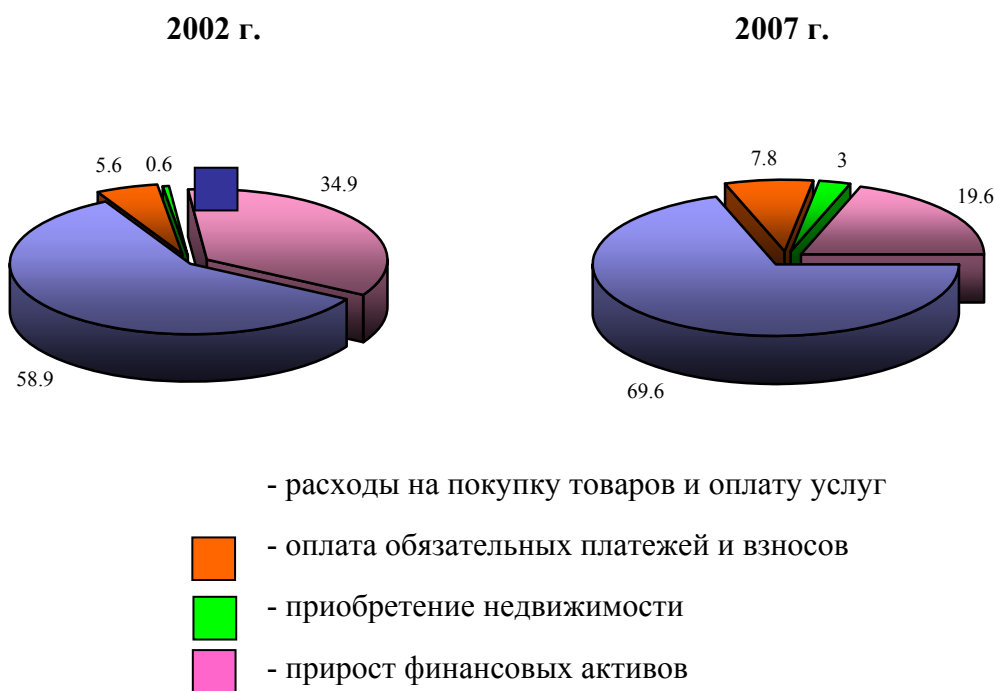 2002 г. 2007 г.
5.6 0.6 34.9 58.9
7.8 3 19.6 69.6
- расходы на покупку товаров и оплату услуг
- оплата обязательных платежей и взносов
- приобретение недвижимости
- прирост финансовых активов